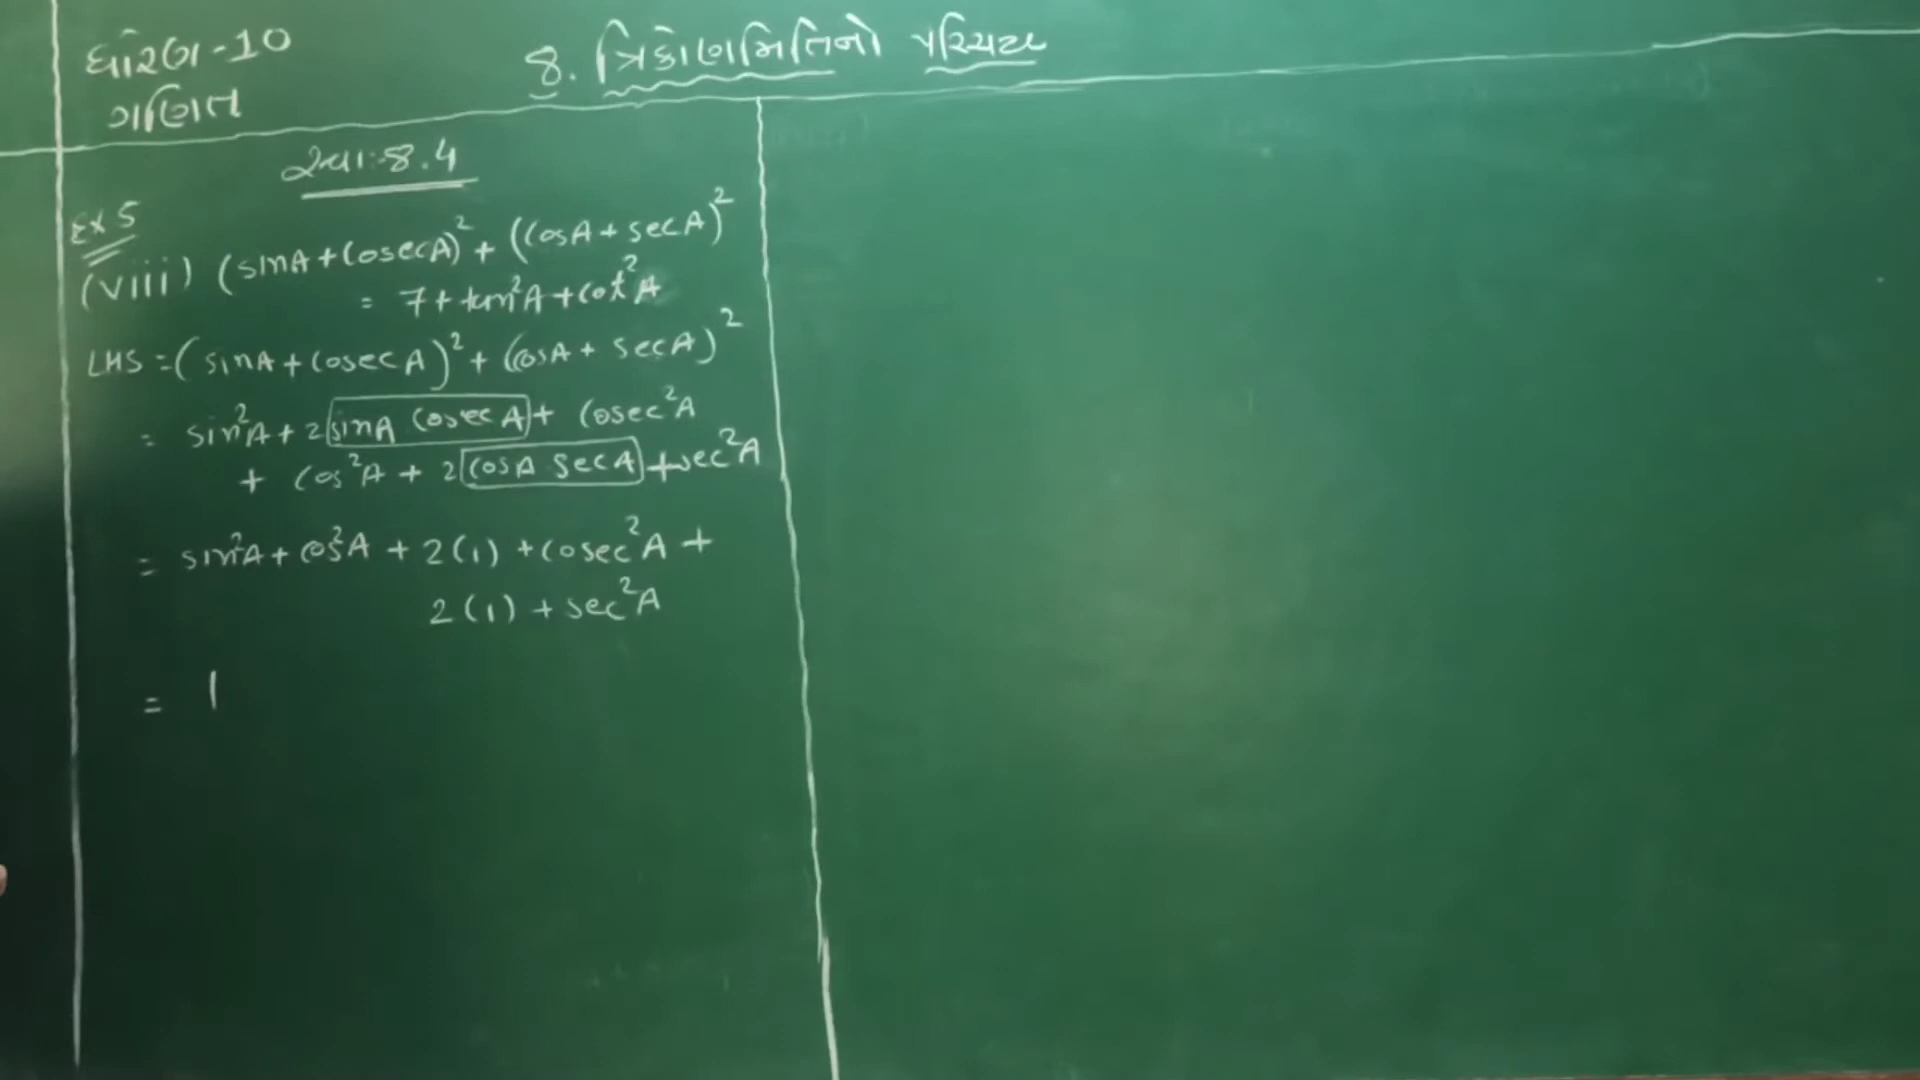 ધોરણ-10
ગણિત
8. ત્રિકોણમિતિનો પરિચય
સ્વા:-8.4
Ex 5
(viii) (sinA + cosecA)² + (cosA + secA)²
= 7 + tan²A + cot²A
LHS = (sinA + cosecA)² + (cosA + secA)²
= sin²A + 2 sinA cosecA + cosec²A
+ cos²A + 2 cosA secA + sec²A
= sin²A + cos²A + 2(1) + cosec²A +
2(1) + sec²A
= 1